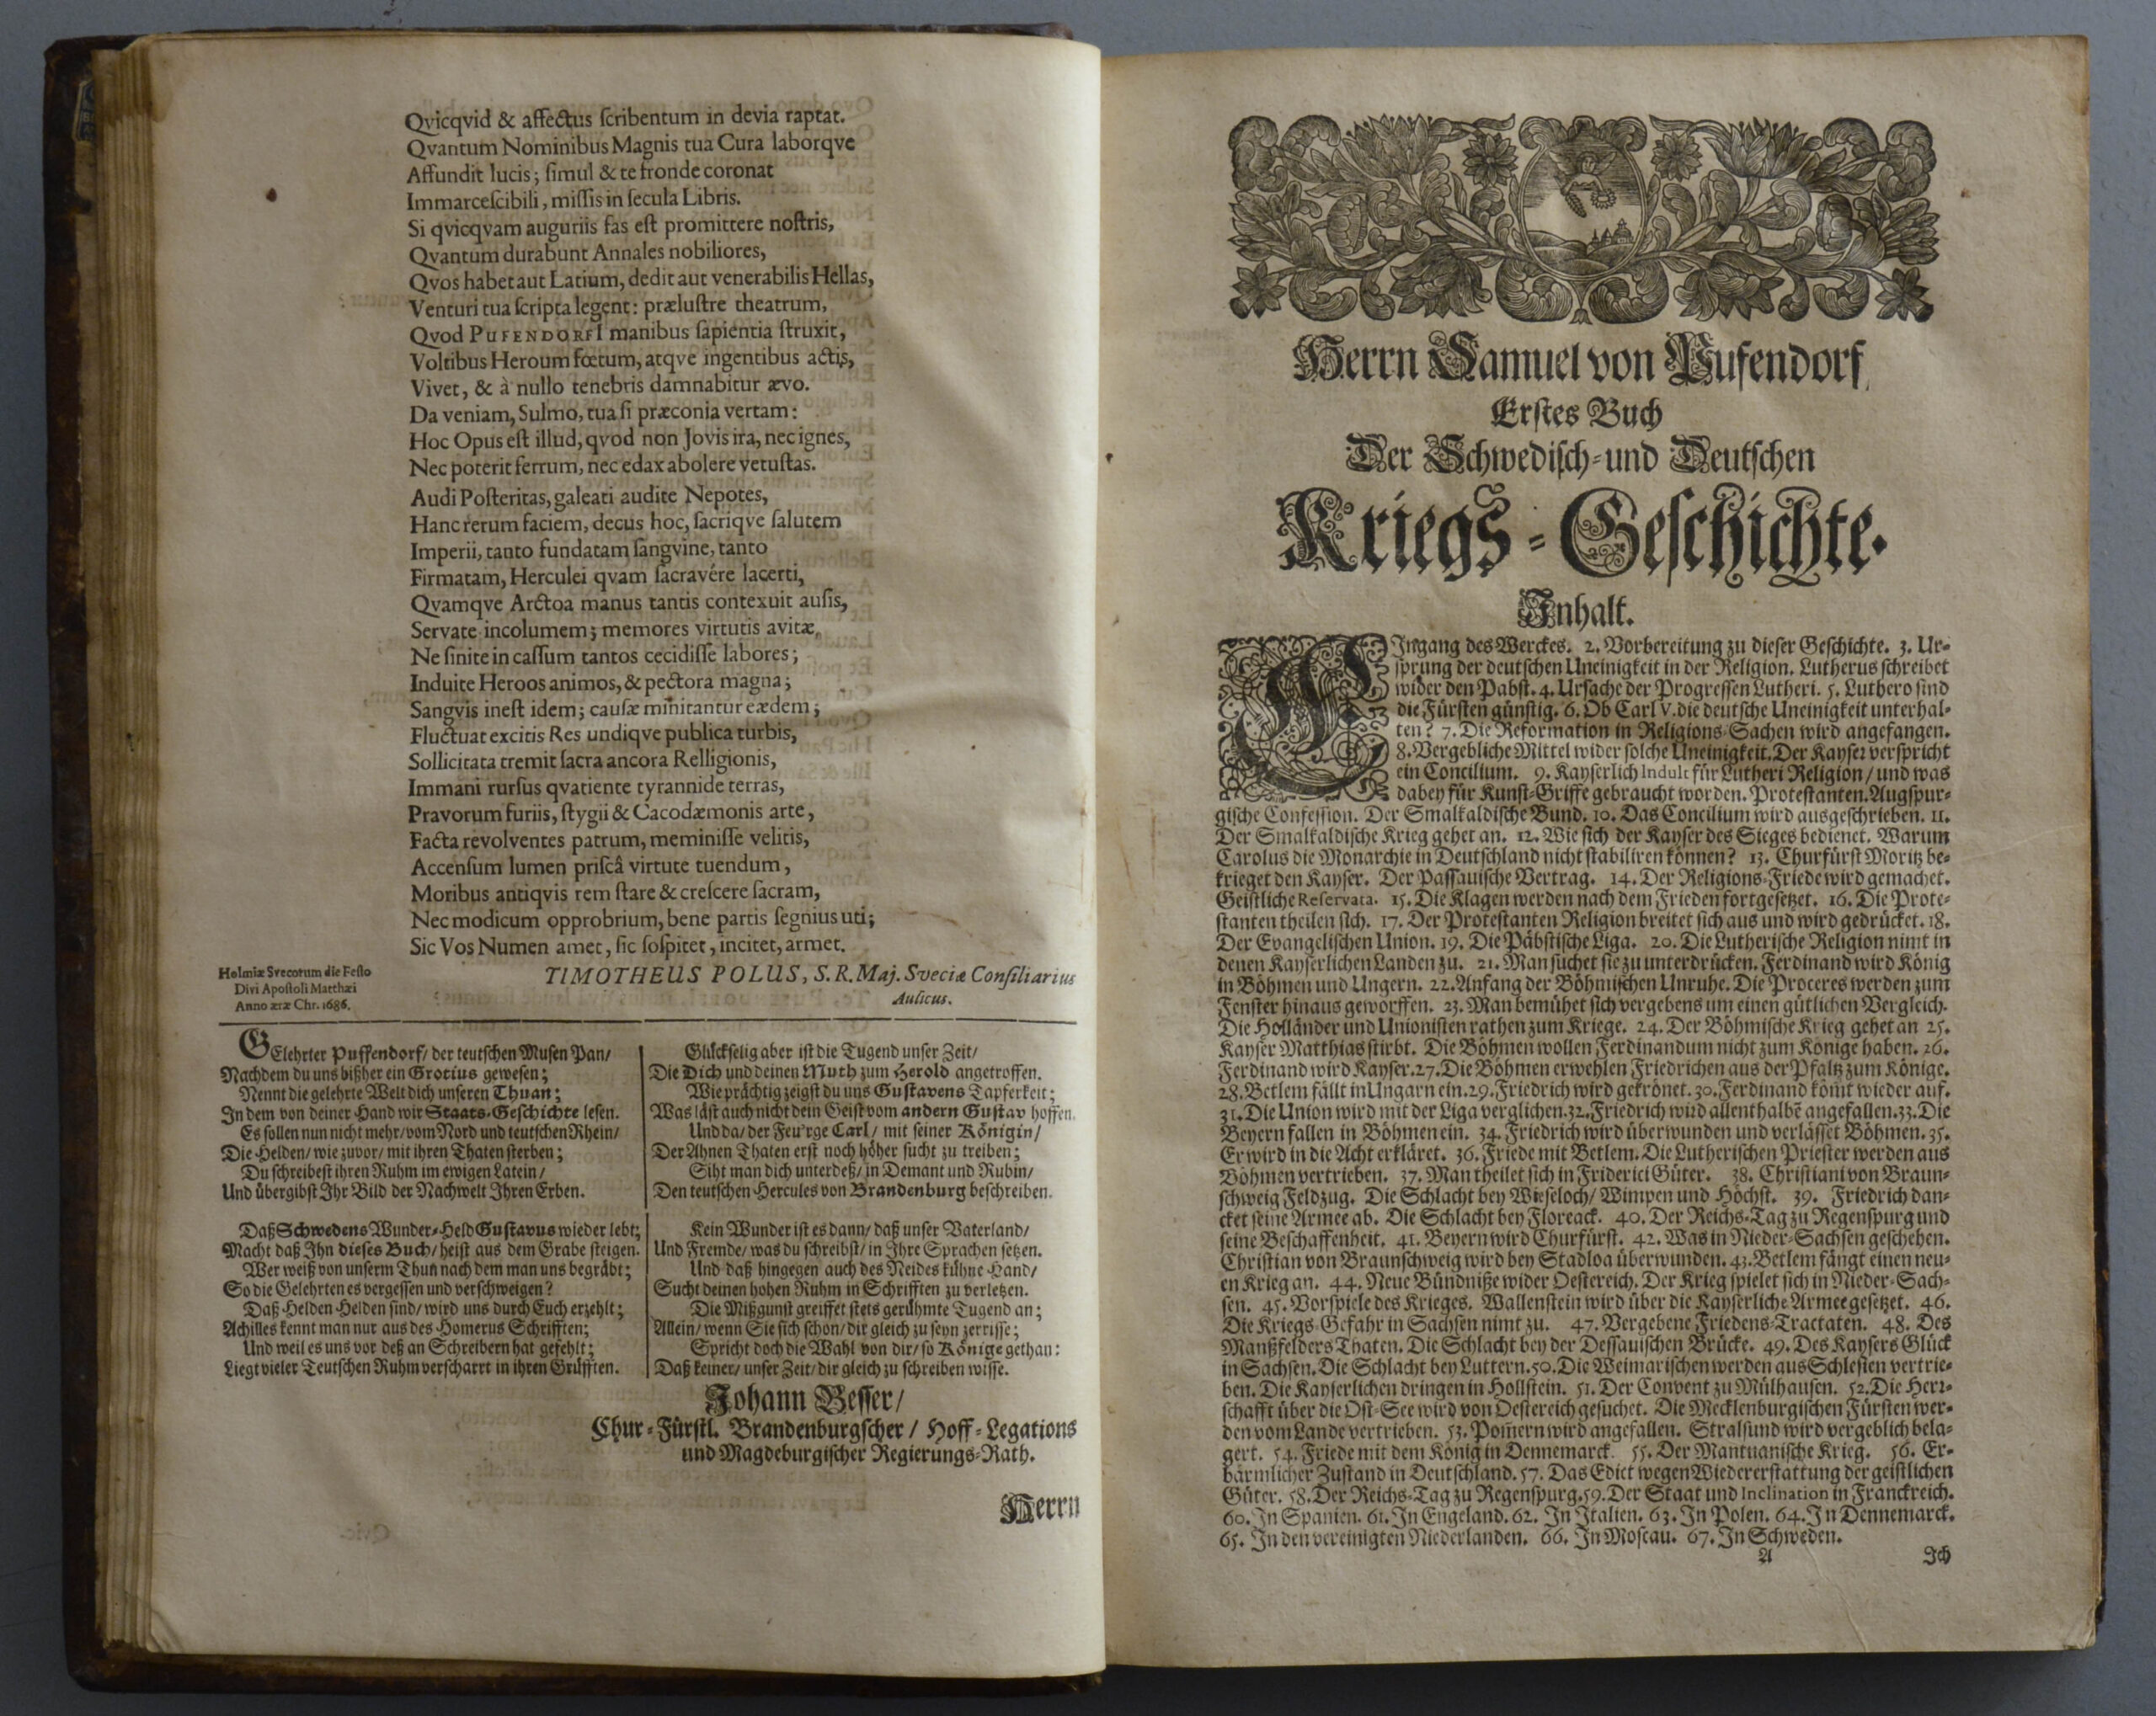 Qvicqvid & affectus ſcribentum in devia raptat.
Qvantum Nominibus Magnis tua Cura laborqve
Affundit lucis; ſimul & te fronde coronat
Immarceſcibili, miſſis in ſecula Libris.
Si qvicqvam auguriis fas eſt promittere noſtris,
Qvantum durabunt Annales nobiliores,
Qvos habet aut Latium, dedit aut venerabilis Hellas,
Venturi tua ſcripta legent: præluſtre theatrum,
Qvod PUFENDORFI manibus ſapientia ſtruxit,
Voltibus Heroum fœtum, atqve ingentibus actis,
Vivet, & à nullo tenebris damnabitur ævo.
Da veniam, Sulmo, tua ſi præconia vertam:
Hoc Opus eſt illud, qvod non Jovis ira, nec ignes,
Nec poterit ferrum, nec edax abolere vetuſtas.
Audi Poſteritas, galeati audite Nepotes,
Hanc rerum faciem, decus hoc, ſacriqve ſalutem
Imperii, tanto fundatam ſangvine, tanto
Firmatam, Herculei qvam ſacravére lacerti,
Qvamqve Arctoa manus tantis contexuit auſis,
Servate incolumem; memores virtutis avitæ,
Ne ſinite in caſſum tantos cecidiſſe labores;
Induite Heroos animos, & pectora magna;
Sangvis ineſt idem; cauſæ minitantur eædem;
Fluctuat excitis Res undiqve publica turbis,
Sollicitata tremit ſacra ancora Relligionis,
Immani rurſus qvatiente tyrannide terras,
Pravorum furiis, ſtygii & Cacodæmonis arte,
Facta revolventes patrum, meminiſſe velitis,
Accenſum lumen priſcâ virtute tuendum,
Moribus antiqvis rem ſtare & creſcere ſacram,
Nec modicum opprobrium, bene partis ſegnius uti;
Sic Vos Numen amet, ſic ſoſpitet, incitet, armet.
Holmiæ Svecorum die Feſto
Divi Apoſtoli Matthæi
Anno æræ Chr. 1686.
TIMOTHEUS POLUS, S. R. Maj. Sveciæ Conſiliarius
Aulicus.
GElehrter Puffendorf/ der teutſchen Muſen Pan/
Nachdem du uns bißher ein Grotius geweſen;
Nennt die gelehrte Welt dich unſeren Thuan;
In dem von deiner Hand wir Staats-Geſchichte leſen.
Es ſollen nun nicht mehr/ vom Nord und teutſchen Rhein/
Die Helden/ wie zuvor/ mit ihren Thaten ſterben;
Du ſchreibeſt ihren Ruhm im ewigen Latein/
Und übergibſt Ihr Bild der Nachwelt Ihren Erben.
Daß Schwedens Wunder-Held Guſtavus wieder lebt;
Macht daß Ihn dieſes Buch/ heiſt aus dem Grabe ſteigen.
Wer weiß von unſerm Thun nach dem man uns begräbt;
So die Gelehrten es vergeſſen und verſchweigen?
Daß Helden Helden ſind/ wird uns durch Euch erzehlt;
Achilles kennt man nur aus des Homerus Schrifften;
Und weil es uns vor deß an Schreibern hat gefehlt;
Liegt vieler Teutſchen Ruhm verſcharrt in ihren Grüfften.
Glückſelig aber iſt die Tugend unſer Zeit/
Die Dich und deinen Muth zum Herold angetroffen.
Wie prächtig zeigſt du uns Guſtavens Tapferkeit;
Was läſt auch nicht dein Geiſt vom andern Guſtav hoffen.
Und da/ der Feu'rge Carl/ mit ſeiner Königin/
Der Ahnen Thaten erſt noch höher ſucht zu treiben;
Siht man dich unterdeß/ in Demant und Rubin/
Den teutſchen Hercules von Brandenburg beſchreiben.
Kein Wunder iſt es dann/ daß unſer Vaterland/
Und Fremde/ was du ſchreibſt/ in Ihre Sprachen ſetzen.
Und daß hingegen auch des Neides kühne Hand/
Sucht deinen hohen Ruhm in Schrifften zu verletzen.
Die Mißgunſt greiffet ſtets gerühmte Tugend an;
Allein/ wenn Sie ſich ſchon/ dir gleich zu ſeyn zerriſſe;
Spricht doch die Wahl von dir/ ſo Könige gethan:
Daß keiner/ unſer Zeit/ dir gleich zu ſchreiben wiſſe.
Johann Beſſer/
Chur-Fürſtl. Brandenburgſcher/ Hoff-Legations
und Magdeburgiſcher Regierungs-Rath.
Herrn
Herrn Samuel von Pufendorf
Erſtes Buch
Der Schwediſch- und Deutſchen
Kriegs-Geſchichte.
Inhalt.
EIngang des Werckes. 2. Vorbereitung zu dieſer Geſchichte. 3. Ur-
ſprung der deutſchen Uneinigkeit in der Religion. Lutherus ſchreibet
wider den Pabſt. 4. Urſache der Progreſſen Lutheri. 5. Luthero ſind
die Fürſten günſtig. 6. Ob Carl V. die deutſche Uneinigkeit unterhal-
ten? 7. Die Reformation in Religions-Sachen wird angefangen.
8. Vergebliche Mittel wider ſolche Uneinigkeit. Der Kayſer verſpricht
ein Concilium. 9. Kayſerlich Indult für Lutheri Religion/ und was
dabey für Kunſt-Griffe gebraucht worden. Proteſtanten. Augſpur-
giſche Confeſſion. Der Smalkaldiſche Bund. 10. Das Concilium wird ausgeſchrieben. 11.
Der Smalkaldiſche Krieg gehet an. 12. Wie ſich der Kayſer des Sieges bedienet. Warum
Carolus die Monarchie in Deutſchland nicht ſtabiliren können? 13. Churfürſt Moritz be-
krieget den Kayſer. Der Paſſauiſche Vertrag. 14. Der Religions-Friede wird gemachet.
Geiſtliche Reſervata. 15. Die Klagen werden nach dem Frieden fortgeſetzet. 16. Die Prote-
ſtanten theilen ſich. 17. Der Proteſtanten Religion breitet ſich aus und wird gedrücket. 18.
Der Evangeliſchen Union. 19. Die Päbſtiſche Liga. 20. Die Lutheriſche Religion nimt in
denen Kayſerlichen Landen zu. 21. Man ſuchet ſie zu unterdrücken. Ferdinand wird König
in Böhmen und Ungern. 22. Anfang der Böhmiſchen Unruhe. Die Proceres werden zum
Fenſter hinaus geworffen. 23. Man bemühet ſich vergebens um einen gütlichen Vergleich.
Die Holländer und Unioniſten rathen zum Kriege. 24. Der Böhmiſche Krieg gehet an 25.
Kayſer Matthias ſtirbt. Die Böhmen wollen Ferdinandum nicht zum Könige haben. 26.
Ferdinand wird Kayſer. 27. Die Böhmen erwehlen Friedrichen aus der Pfaltz zum Könige.
28. Betlem fällt in Ungarn ein. 29. Friedrich wird gekrönet. 30. Ferdinand kömt wieder auf.
31. Die Union wird mit der Liga verglichen. 32. Friedrich wird allenthalbẽ angefallen. 33. Die
Beyern fallen in Böhmen ein. 34. Friedrich wird überwunden und verläſſet Böhmen. 35.
Er wird in die Acht erkläret. 36. Friede mit Betlem. Die Lutheriſchen Prieſter werden aus
Böhmen vertrieben. 37. Man theilet ſich in Friderici Güter. 38. Chriſtiani von Braun-
ſchweig Feldzug. Die Schlacht bey Wieſeloch/ Wimpen und Höchſt. 39. Friedrich dan-
cket ſeine Armee ab. Die Schlacht bey Floreack. 40. Der Reichs-Tag zu Regenſpurg und
ſeine Beſchaffenheit. 41. Beyern wird Churfürſt. 42. Was in Nieder-Sachſen geſchehen.
Chriſtian von Braunſchweig wird bey Stadloa überwunden. 43. Betlem fängt einen neu-
en Krieg an. 44. Neue Bündniße wider Oeſtereich. Der Krieg ſpielet ſich in Nieder-Sach-
ſen. 45. Vorſpiele des Krieges. Wallenſtein wird über die Kayſerliche Armee geſetzet. 46.
Die Kriegs-Gefahr in Sachſen nimt zu. 47. Vergebene Friedens-Tractaten. 48. Des
Manßfelders Thaten. Die Schlacht bey der Deſſauiſchen Brücke. 49. Des Kayſers Glück
in Sachſen. Die Schlacht bey Luttern. 50. Die Weimariſchen werden aus Schleſien vertrie-
ben. Die Kayſerlichen dringen in Hollſtein. 51. Der Convent zu Mülhauſen. 52. Die Herꝛ-
ſchafft über die Oſt-See wird von Oeſtereich geſuchet. Die Mecklenburgiſchen Fürſten wer-
den vom Lande vertrieben. 53. Pom̃ern wird angefallen. Stralſund wird vergeblich bela-
gert. 54. Friede mit dem König in Dennemarck. 55. Der Mantuaniſche Krieg. 56. Er-
bärmlicher Zuſtand in Deutſchland. 57. Das Edict wegen Wiedererſtattung der geiſtlichen
Güter. 58. Der Reichs-Tag zu Regenſpurg. 59. Der Staat und Inclination in Franckreich.
60. In Spanien. 61. In Engeland. 62. In Italien. 63. In Polen. 64. In Dennemarck.
65. In den vereinigten Niederlanden. 66. In Moſcau. 67. In Schweden.
A Ich